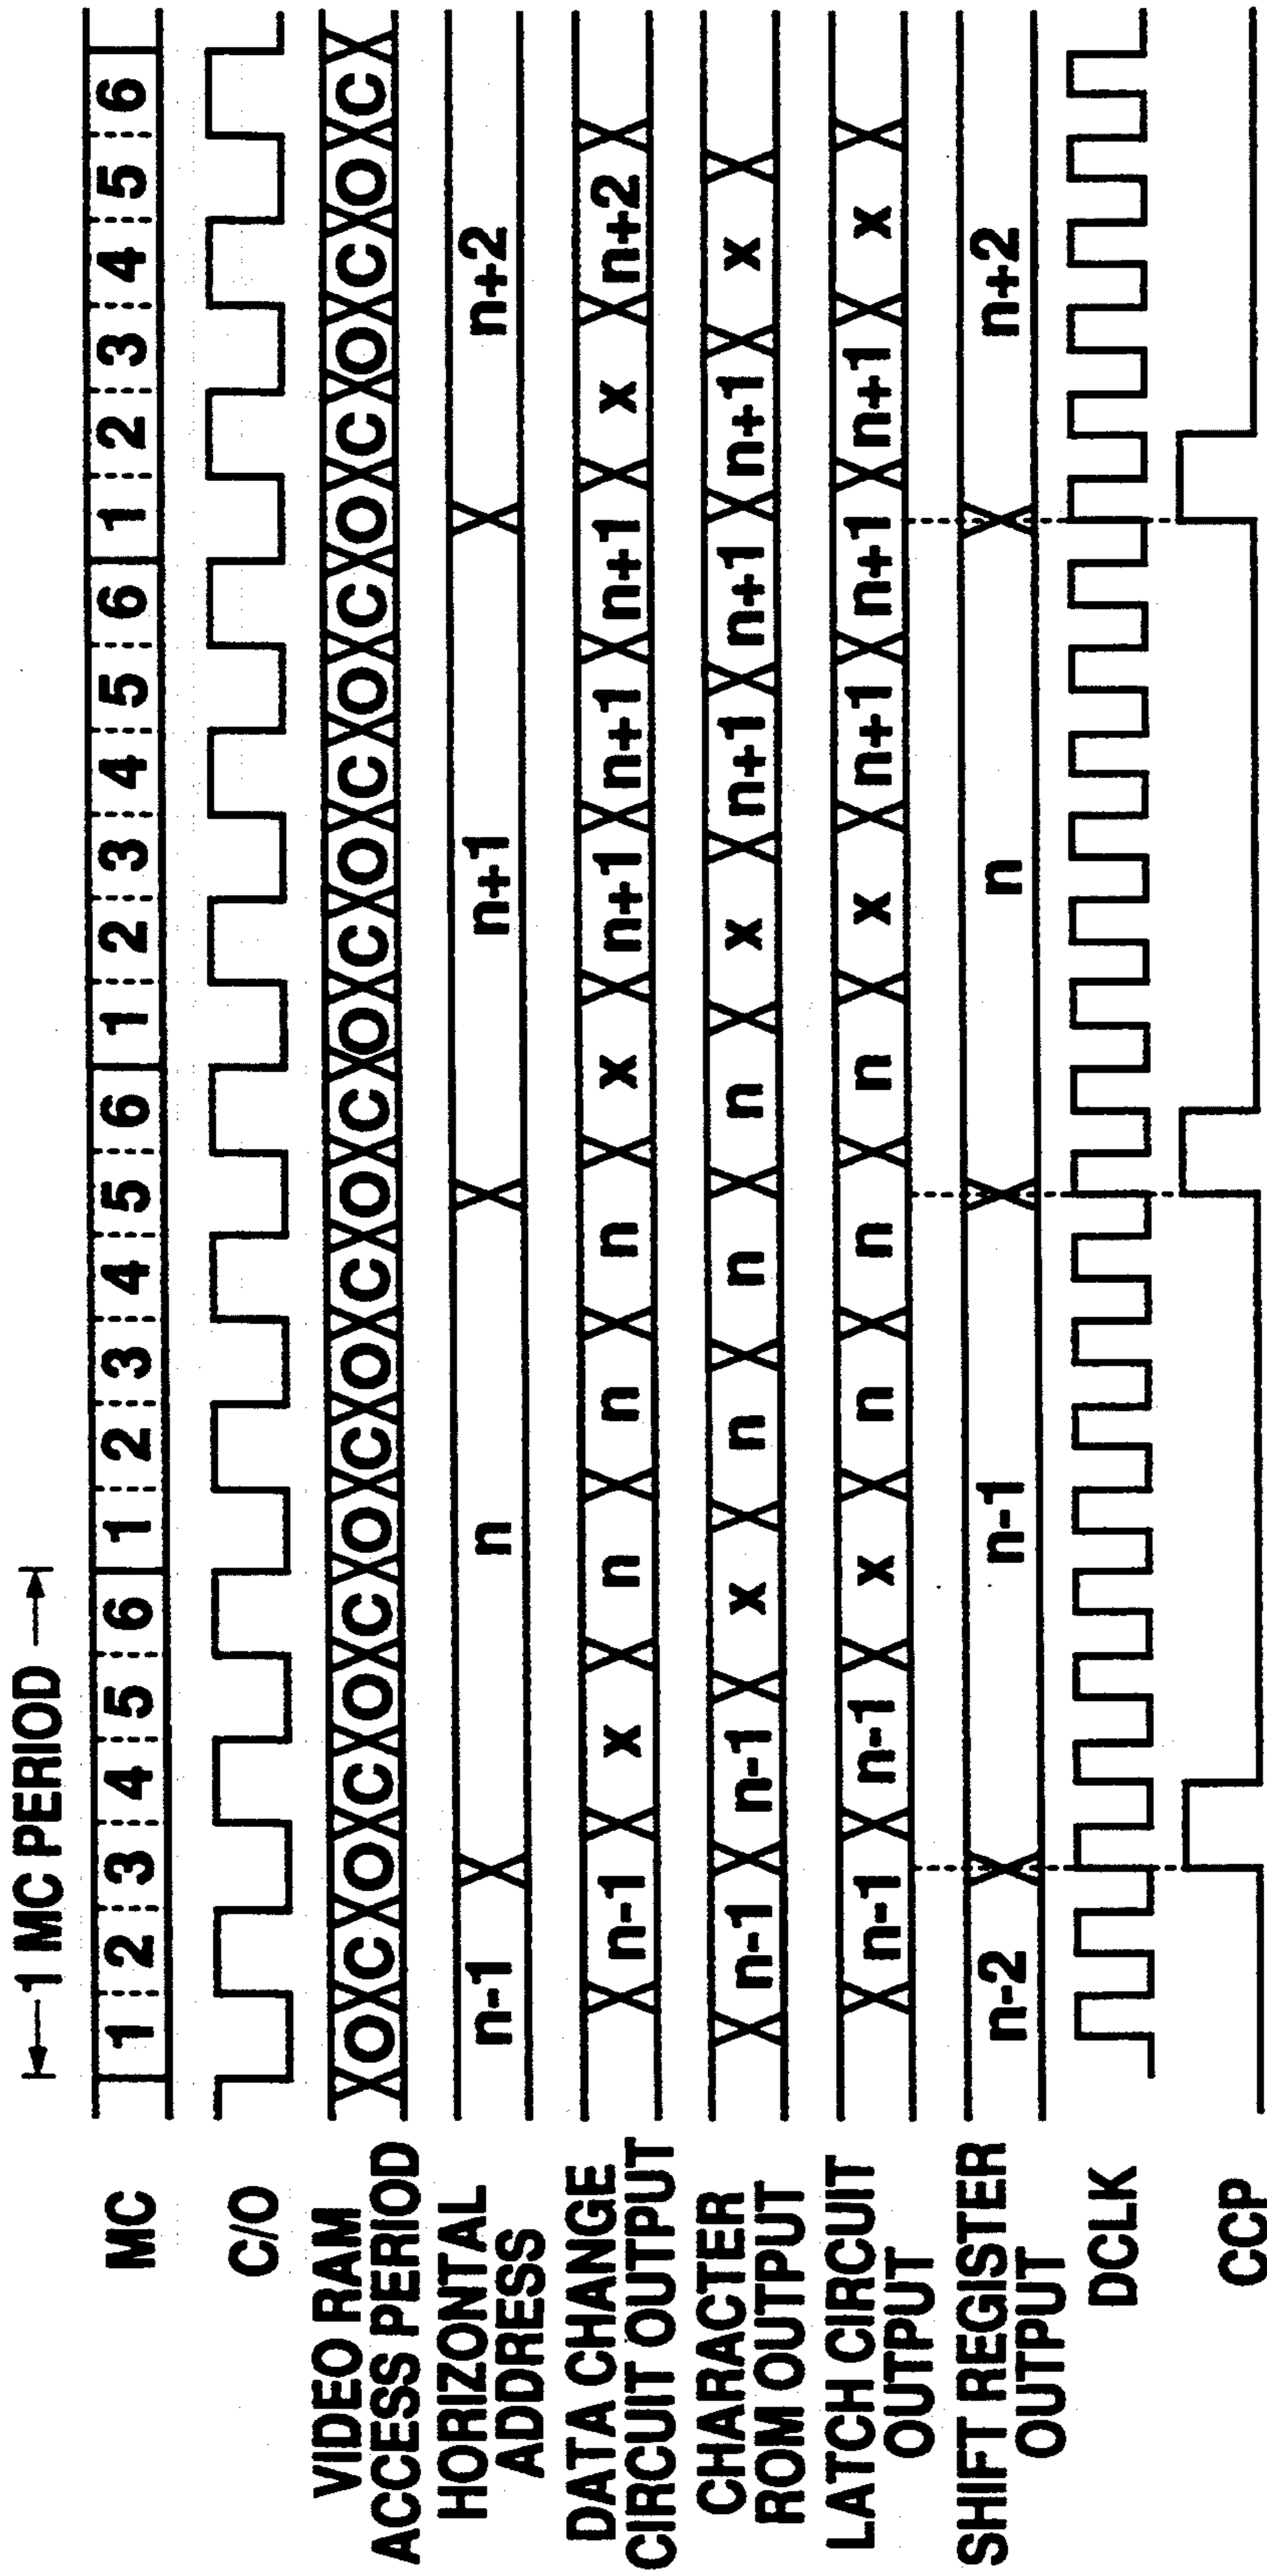 1 MC PERIOD
MC 1 2 3 4 5 6 1 2 3 4 5 6 1 2 3 4 5 6 1 2 3 4 5 6
C/O
VIDEO RAM
ACCESS PERIOD O C O C O C O C O C O C O C O C O C O C O C O C
HORIZONTAL
ADDRESS n-1 n n+1 n+2
DATA CHANGE
CIRCUIT OUTPUT n-1 x n n n x n+1 n+1 n+1 x n+2
CHARACTER
ROM OUTPUT n-1 n-1 x n n n x n+1 n+1 n+1 x
LATCH CIRCUIT
OUTPUT n-1 n-1 x n n n x n+1 n+1 n+1 x
SHIFT REGISTER
OUTPUT n-2 n-1 n n+2
DCLK
CCP